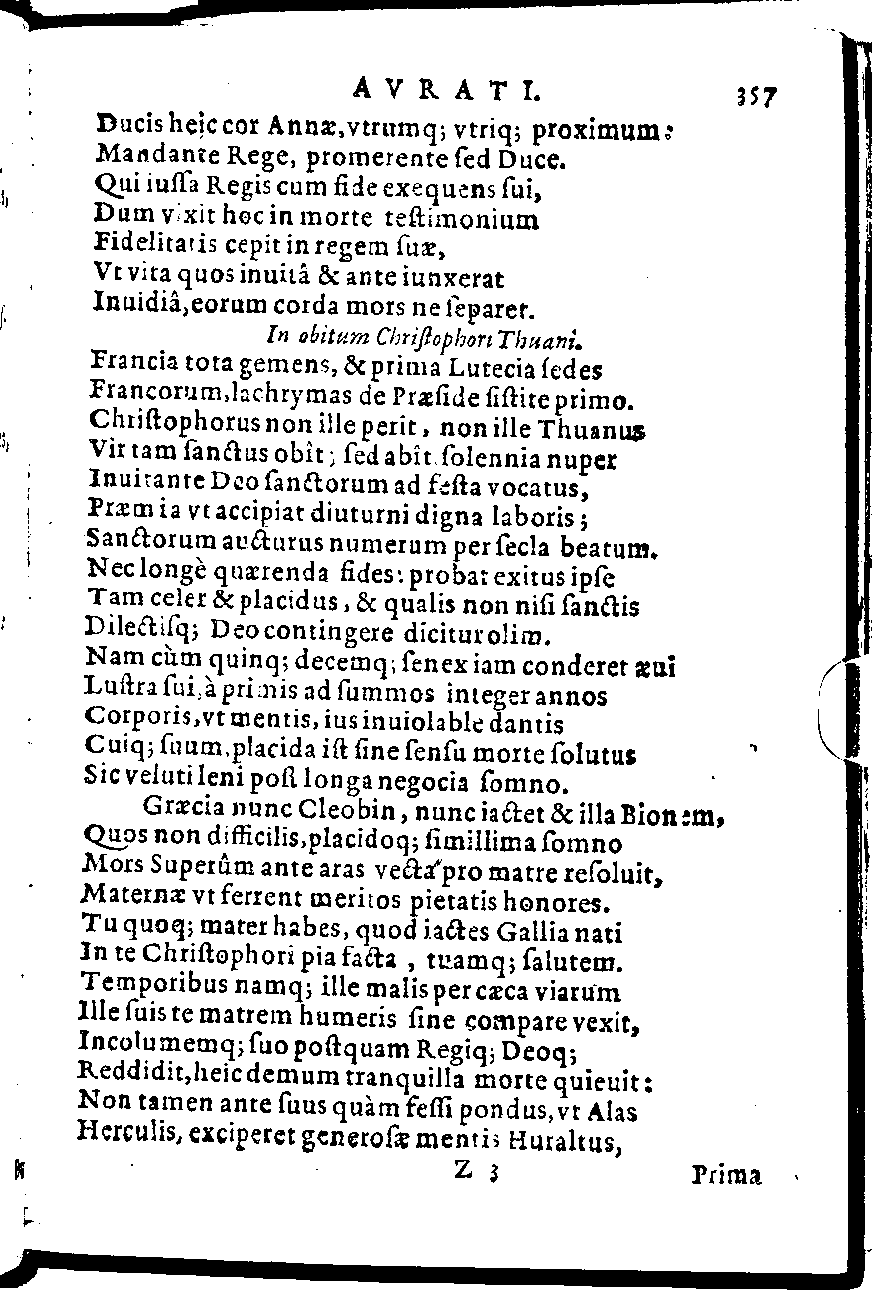 AVRATI. 357
Ducis heic cor Annæ, vtrumq; vtriq; proximum:
Mandante Rege, promerente ſed Duce.
Qui iuſſa Regis cum fide exequens ſui,
Dum vixit hoc in morte teſtimonium
Fidelitatis cepit in regem ſuæ,
Vt vita quos inuitâ & ante iunxerat
Inuidiâ, eorum corda mors ne ſeparet.
In obitum Chriſtophori Thuani.
Francia tota gemens, & prima Lutecia ſedes
Francorum, lachrymas de Præſide ſiſtite primo.
Chriſtophorus non ille perit, non ille Thuanus
Vir tam ſanctus obît; ſed abît ſolennia nuper
Inuitante Deo ſanctorum ad feſta vocatus,
Præmia vt accipiat diuturni digna laboris;
Sanctorum aucturus numerum per ſecla beatum.
Nec longè quærenda fides: probat exitus ipſe
Tam celer & placidus, & qualis non niſi ſanctis
Dilectiſq; Deo contingere dicitur olim.
Nam cùm quinq; decemq; ſenex iam conderet æui
Luſtra ſui, à primis ad ſummos integer annos
Corporis, vt mentis, ius inuiolable dantis
Cuiq; ſuum, placida iſt ſine ſenſu morte ſolutus
Sic veluti leni poſt longa negocia ſomno.
Græcia nunc Cleobin, nunc iactet & illa Bionem,
Quos non difficilis, placidoq; ſimillima ſomno
Mors Superûm ante aras vecta pro matre reſoluit,
Maternæ vt ferrent meritos pietatis honores.
Tu quoq; mater habes, quod iactes Gallia nati
In te Chriſtophori pia facta, tuamq; ſalutem.
Temporibus namq; ille malis per cæca viarum
Ille ſuis te matrem humeris ſine compare vexit,
Incolumemq; ſuo poſtquam Regiq; Deoq;
Reddidit, heic demum tranquilla morte quieuit:
Non tamen ante ſuus quàm feſſi pondus, vt Alas
Herculis, exciperet generoſæ mentis Huraltus,
Z 3 Prima